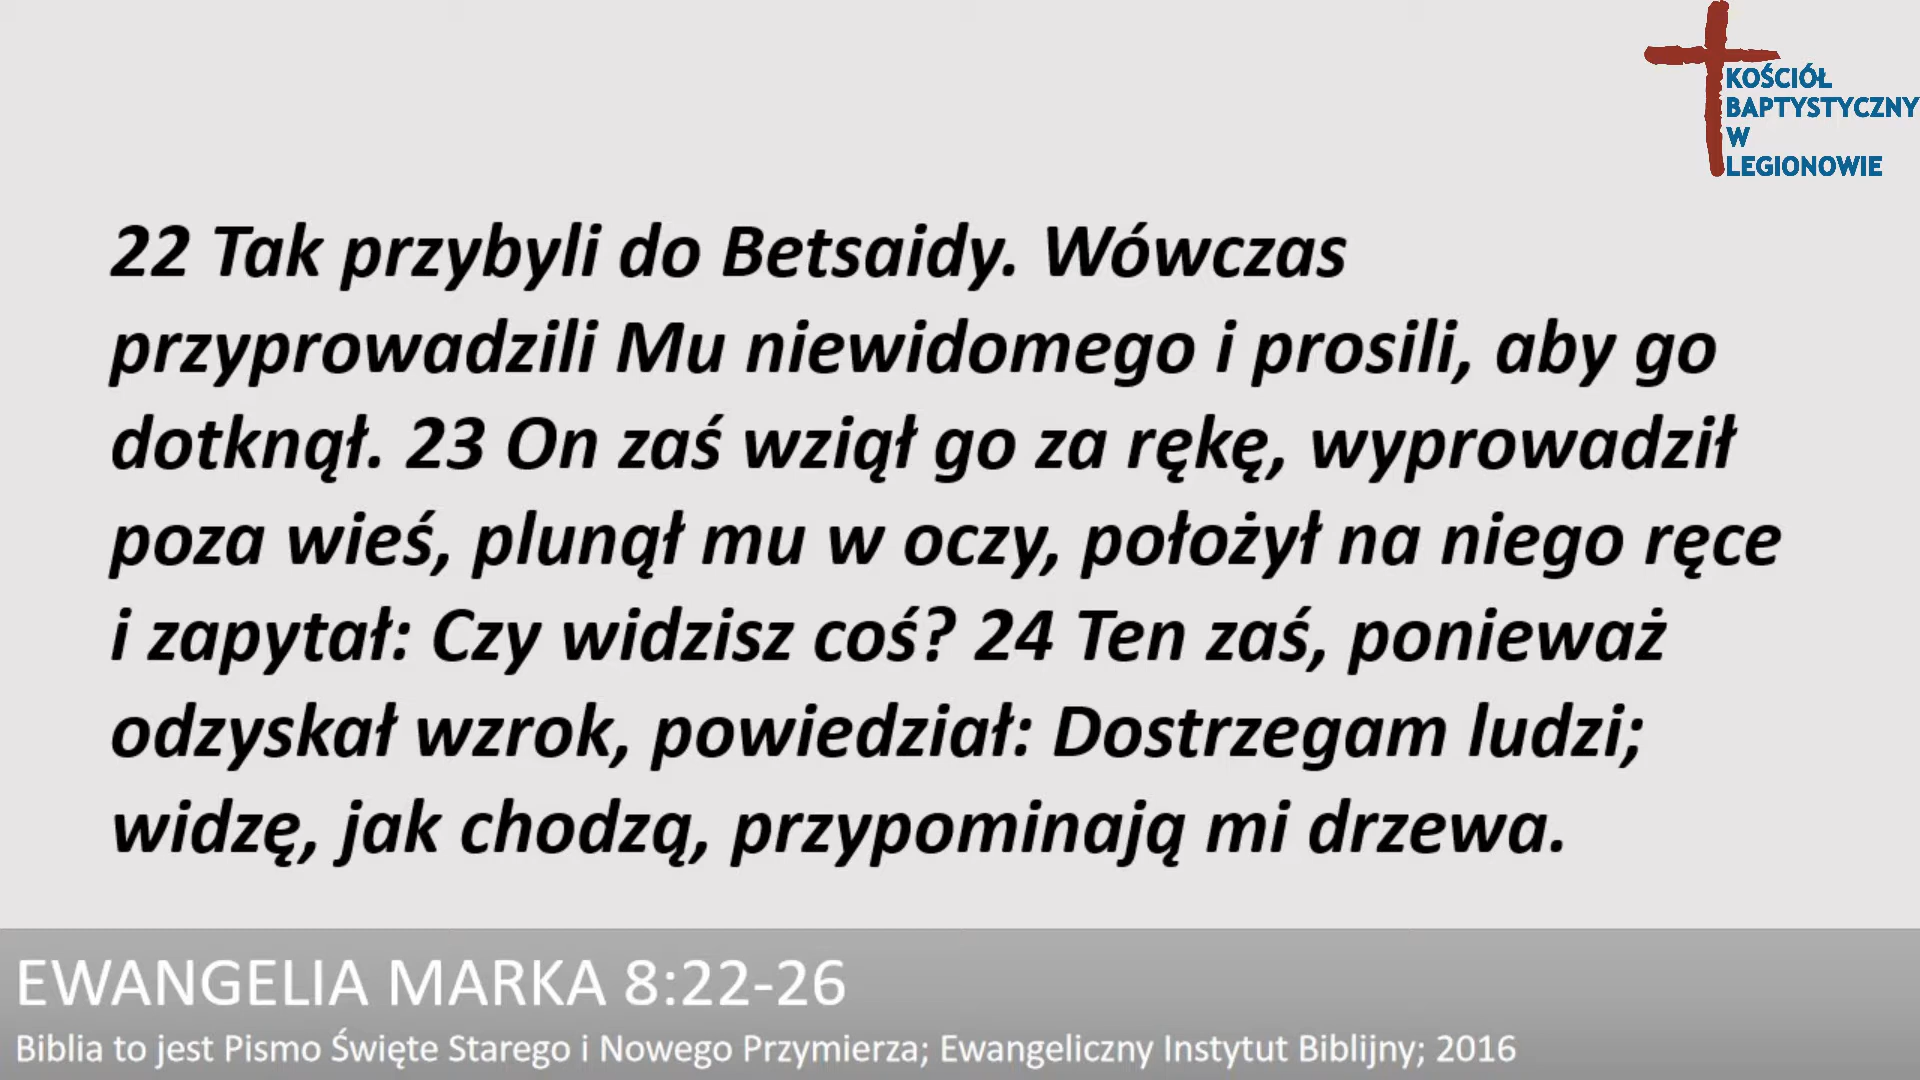 KOŚCIÓŁ
BAPTYSTYCZNY
W
LEGIONOWIE
22 Tak przybyli do Betsaidy. Wówczas
przyprowadzili Mu niewidomego i prosili, aby go
dotknął. 23 On zaś wziął go za rękę, wyprowadził
poza wieś, plunął mu w oczy, położył na niego ręce
i zapytał: Czy widzisz coś? 24 Ten zaś, ponieważ
odzyskał wzrok, powiedział: Dostrzegam ludzi;
widzę, jak chodzą, przypominają mi drzewa.
EWANGELIA MARKA 8:22-26
Biblia to jest Pismo Święte Starego i Nowego Przymierza; Ewangeliczny Instytut Biblijny; 2016